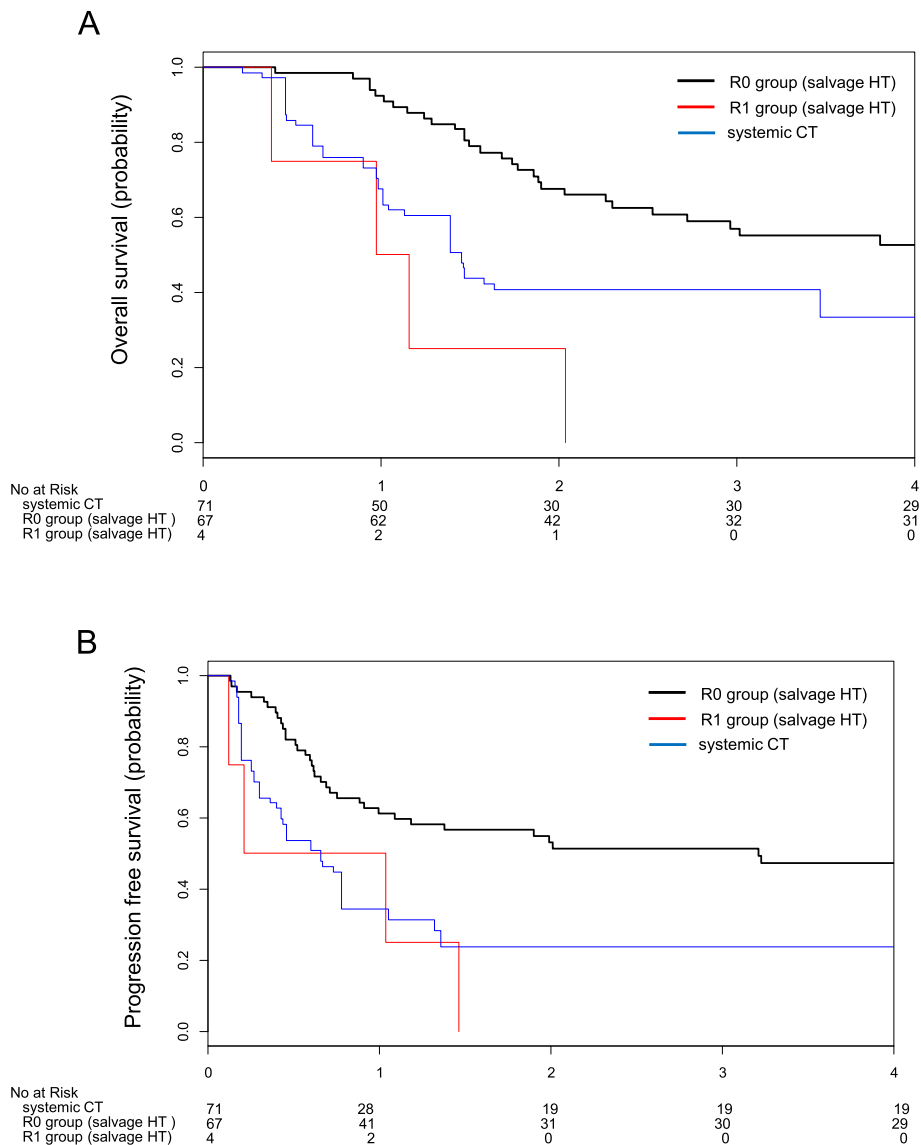 A
Overall survival (probability)
1.0
0.8
0.6
0.4
0.2
0.0
R0 group (salvage HT)
R1 group (salvage HT)
systemic CT
0 1 2 3 4
No at Risk
systemic CT 71 50 30 30 29
R0 group (salvage HT ) 67 62 42 32 31
R1 group (salvage HT) 4 2 1 0 0
B
Progression free survival (probability)
1.0
0.8
0.6
0.4
0.2
0.0
R0 group (salvage HT)
R1 group (salvage HT)
systemic CT
0 1 2 3 4
No at Risk
systemic CT 71 28 19 19 19
R0 group (salvage HT ) 67 41 31 30 29
R1 group (salvage HT) 4 2 0 0 0